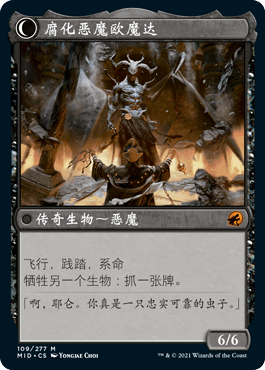 腐化恶魔欧魔达
传奇生物～恶魔
飞行，践踏，系命
牺牲另一个生物：抓一张牌。
「啊，耶仑。你真是一只忠实可靠的虫子。」
6/6
109/277 M
MID • CS YONGJAE CHOI
™ & © 2021 Wizards of the Coast